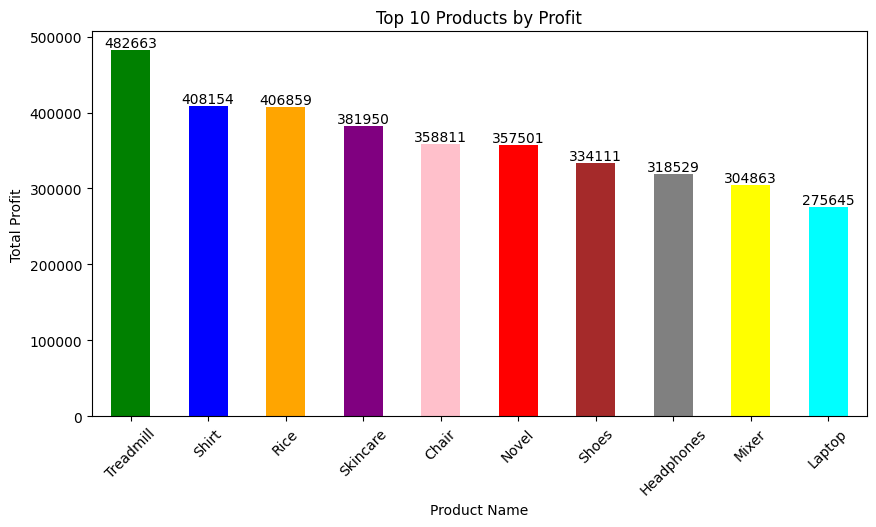 Top 10 Products by Profit
Total Profit
500000
400000
300000
200000
100000
0
482663
408154
406859
381950
358811
357501
334111
318529
304863
275645
Treadmill
Shirt
Rice
Skincare
Chair
Novel
Shoes
Headphones
Mixer
Laptop
Product Name